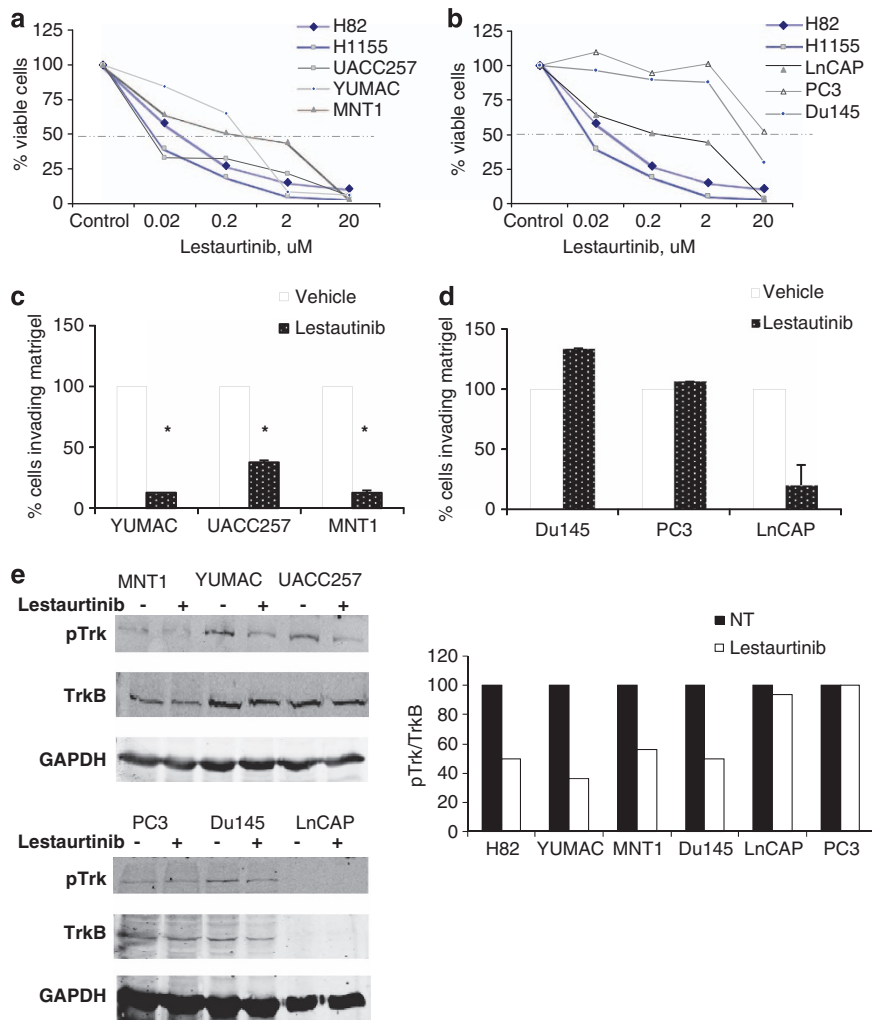 a
H82
H1155
UACC257
YUMAC
MNT1
% viable cells
125
100
75
50
25
0
Control 0.02 0.2 2 20
Lestaurtinib, uM
b
H82
H1155
LnCAP
PC3
Du145
% viable cells
125
100
75
50
25
0
Control 0.02 0.2 2 20
Lestaurtinib, uM
c
Vehicle
Lestautinib
% cells invading matrigel
150
100
50
0
* * *
YUMAC UACC257 MNT1
d
Vehicle
Lestautinib
% cells invading matrigel
150
100
50
0
Du145 PC3 LnCAP
e
MNT1 YUMAC UACC257
Lestaurtinib - + - + - +
pTrk
TrkB
GAPDH
PC3 Du145 LnCAP
Lestaurtinib - + - + - +
pTrk
TrkB
GAPDH
NT
Lestaurtinib
pTrk/TrkB
120
100
80
60
40
20
0
H82 YUMAC MNT1 Du145 LnCAP PC3